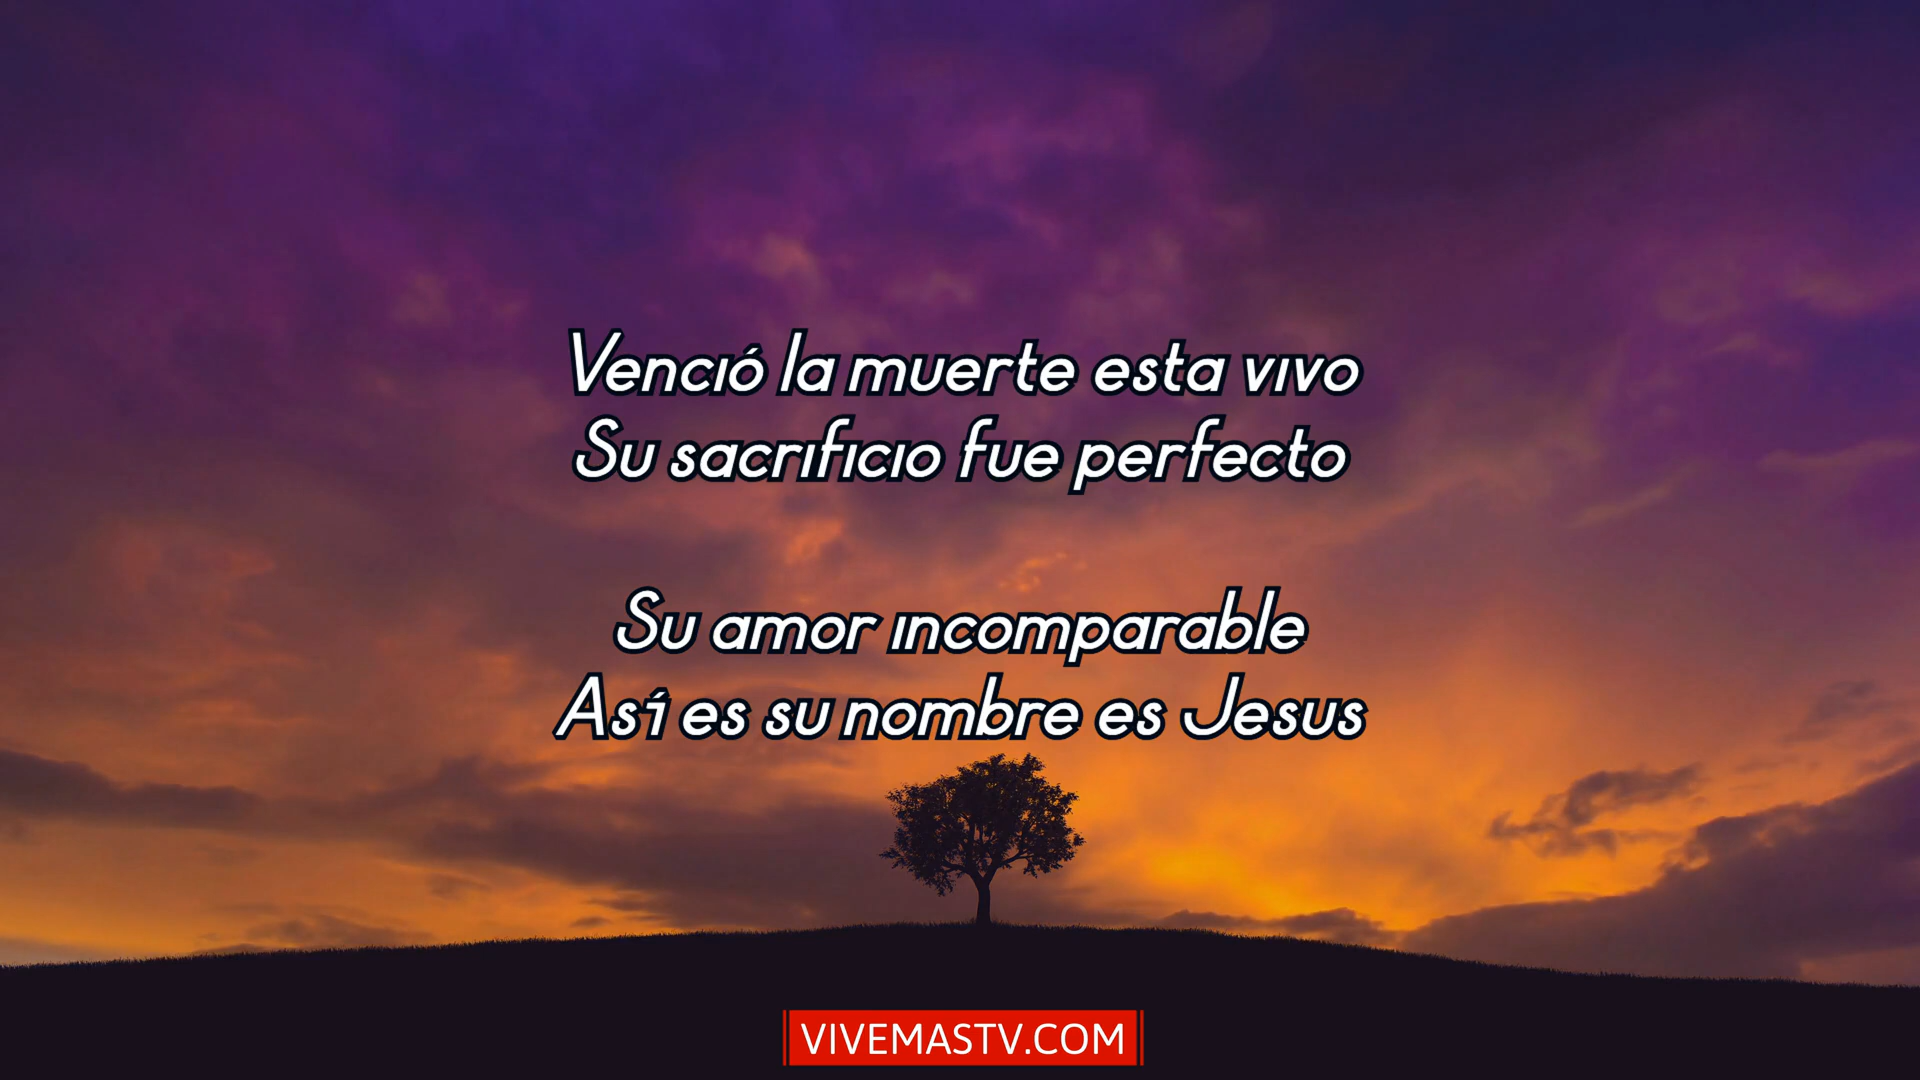 Venció la muerte esta vivo
Su sacrificio fue perfecto
Su amor incomparable
Así es su nombre es Jesus
VIVEMASTV.COM